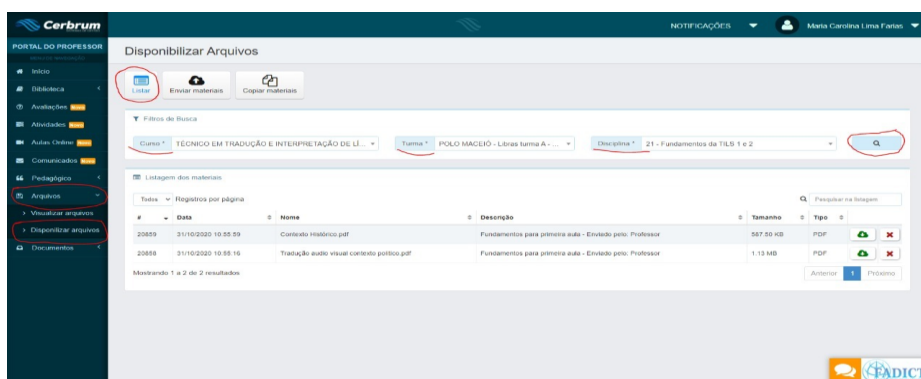 Cerbrum
NOTIFICAÇÕES
Maria Carolina Lima Farias
PORTAL DO PROFESSOR
Início
Biblioteca
Avaliações Novo
Atividades Novo
Aulas Online Novo
Comunicados Novo
Pedagógico
Arquivos
Visualizar arquivos
Disponilizar arquivos
Documentos
Disponibilizar Arquivos
Listar
Enviar materiais
Copiar materiais
Filtros de Busca
Curso * TÉCNICO EM TRADUÇÃO E INTERPRETAÇÃO DE LÍ...
Turma * POLO MACEIÓ - Libras turma A - ...
Disciplina * 21 - Fundamentos da TILS 1 e 2
Listagem dos materiais
Todos Registros por página
Pesquisar na listagem
# Data Nome Descrição Tamanho Tipo
20859 31/10/2020 10:55:59 Contexto Histórico.pdf Fundamentos para primeira aula - Enviado pelo: Professor 587.50 KB PDF
20858 31/10/2020 10:55:16 Tradução audio visual contexto politico.pdf Fundamentos para primeira aula - Enviado pelo: Professor 1.13 MB PDF
Mostrando 1 a 2 de 2 resultados
Anterior 1 Próximo
FADICT